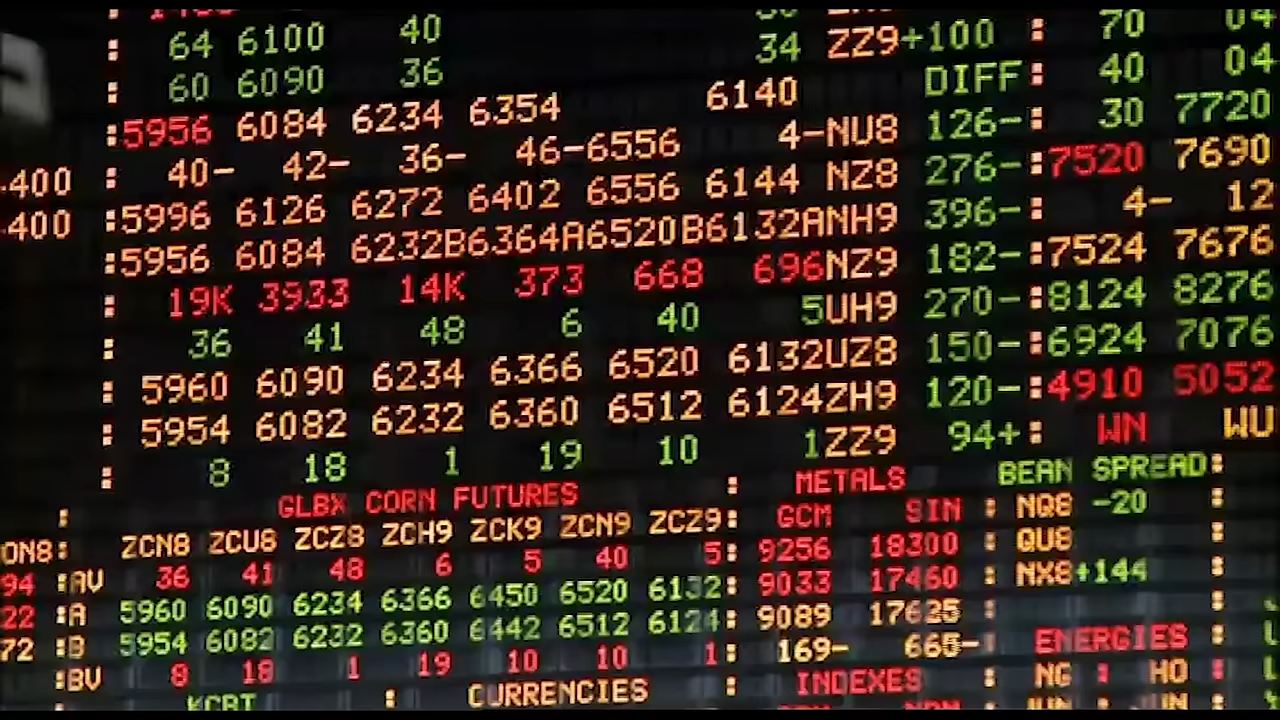 64 6100 40 34 ZZ9+100 : 70 04
: 60 6090 36 DIFF: 40 04
:5956 6084 6234 6354 6140 126-: 30 7720
-400 : 40- 42- 36- 46-6556 4-NU8 276-:7520 7690
-400 :5996 6126 6272 6402 6556 6144 NZ8 396-: 4- 12
:5956 6084 6232B6364A6520B6132ANH9 182-:7524 7676
: 19K 3933 14K 373 668 696NZ9 270-:8124 8276
: 36 41 48 6 40 5UH9 150-:6924 7076
: 5960 6090 6234 6366 6520 6132UZ8 120-:4910 5052
: 5954 6082 6232 6360 6512 6124ZH9 94+: WN WU
: 8 18 1 19 10 1ZZ9
GLBX CORN FUTURES : METALS BEAN SPREAD:
ON8: ZCN8 ZCU8 ZCZ8 ZCH9 ZCK9 ZCN9 ZCZ9: GCM SIN : NQ8 -20
94 :AV 36 41 48 6 5 40 5: 9256 18300 : QU8
22 :A 5960 6090 6234 6366 6450 6520 6132: 9033 17460 : NX8+144
72 :B 5954 6082 6232 6360 6442 6512 6124: 9089 17625
:BV 8 18 1 19 10 10 1: 169- 665-: ENERGIES :
KCBT : CURRENCIES : INDEXES : NG : HO :